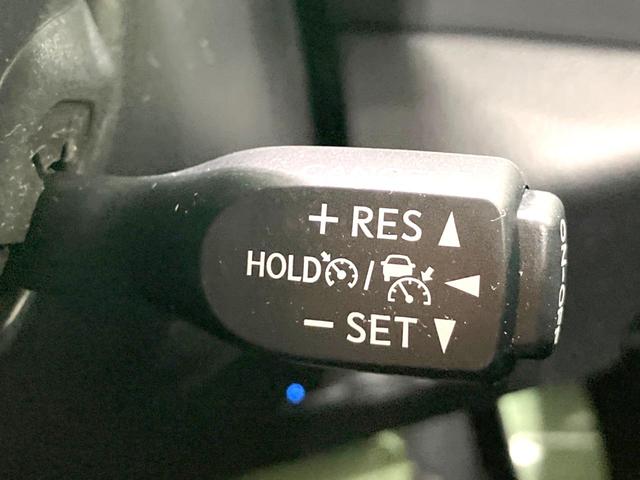 + RES ▲
HOLD / ◀
− SET ▼
ON-OFF